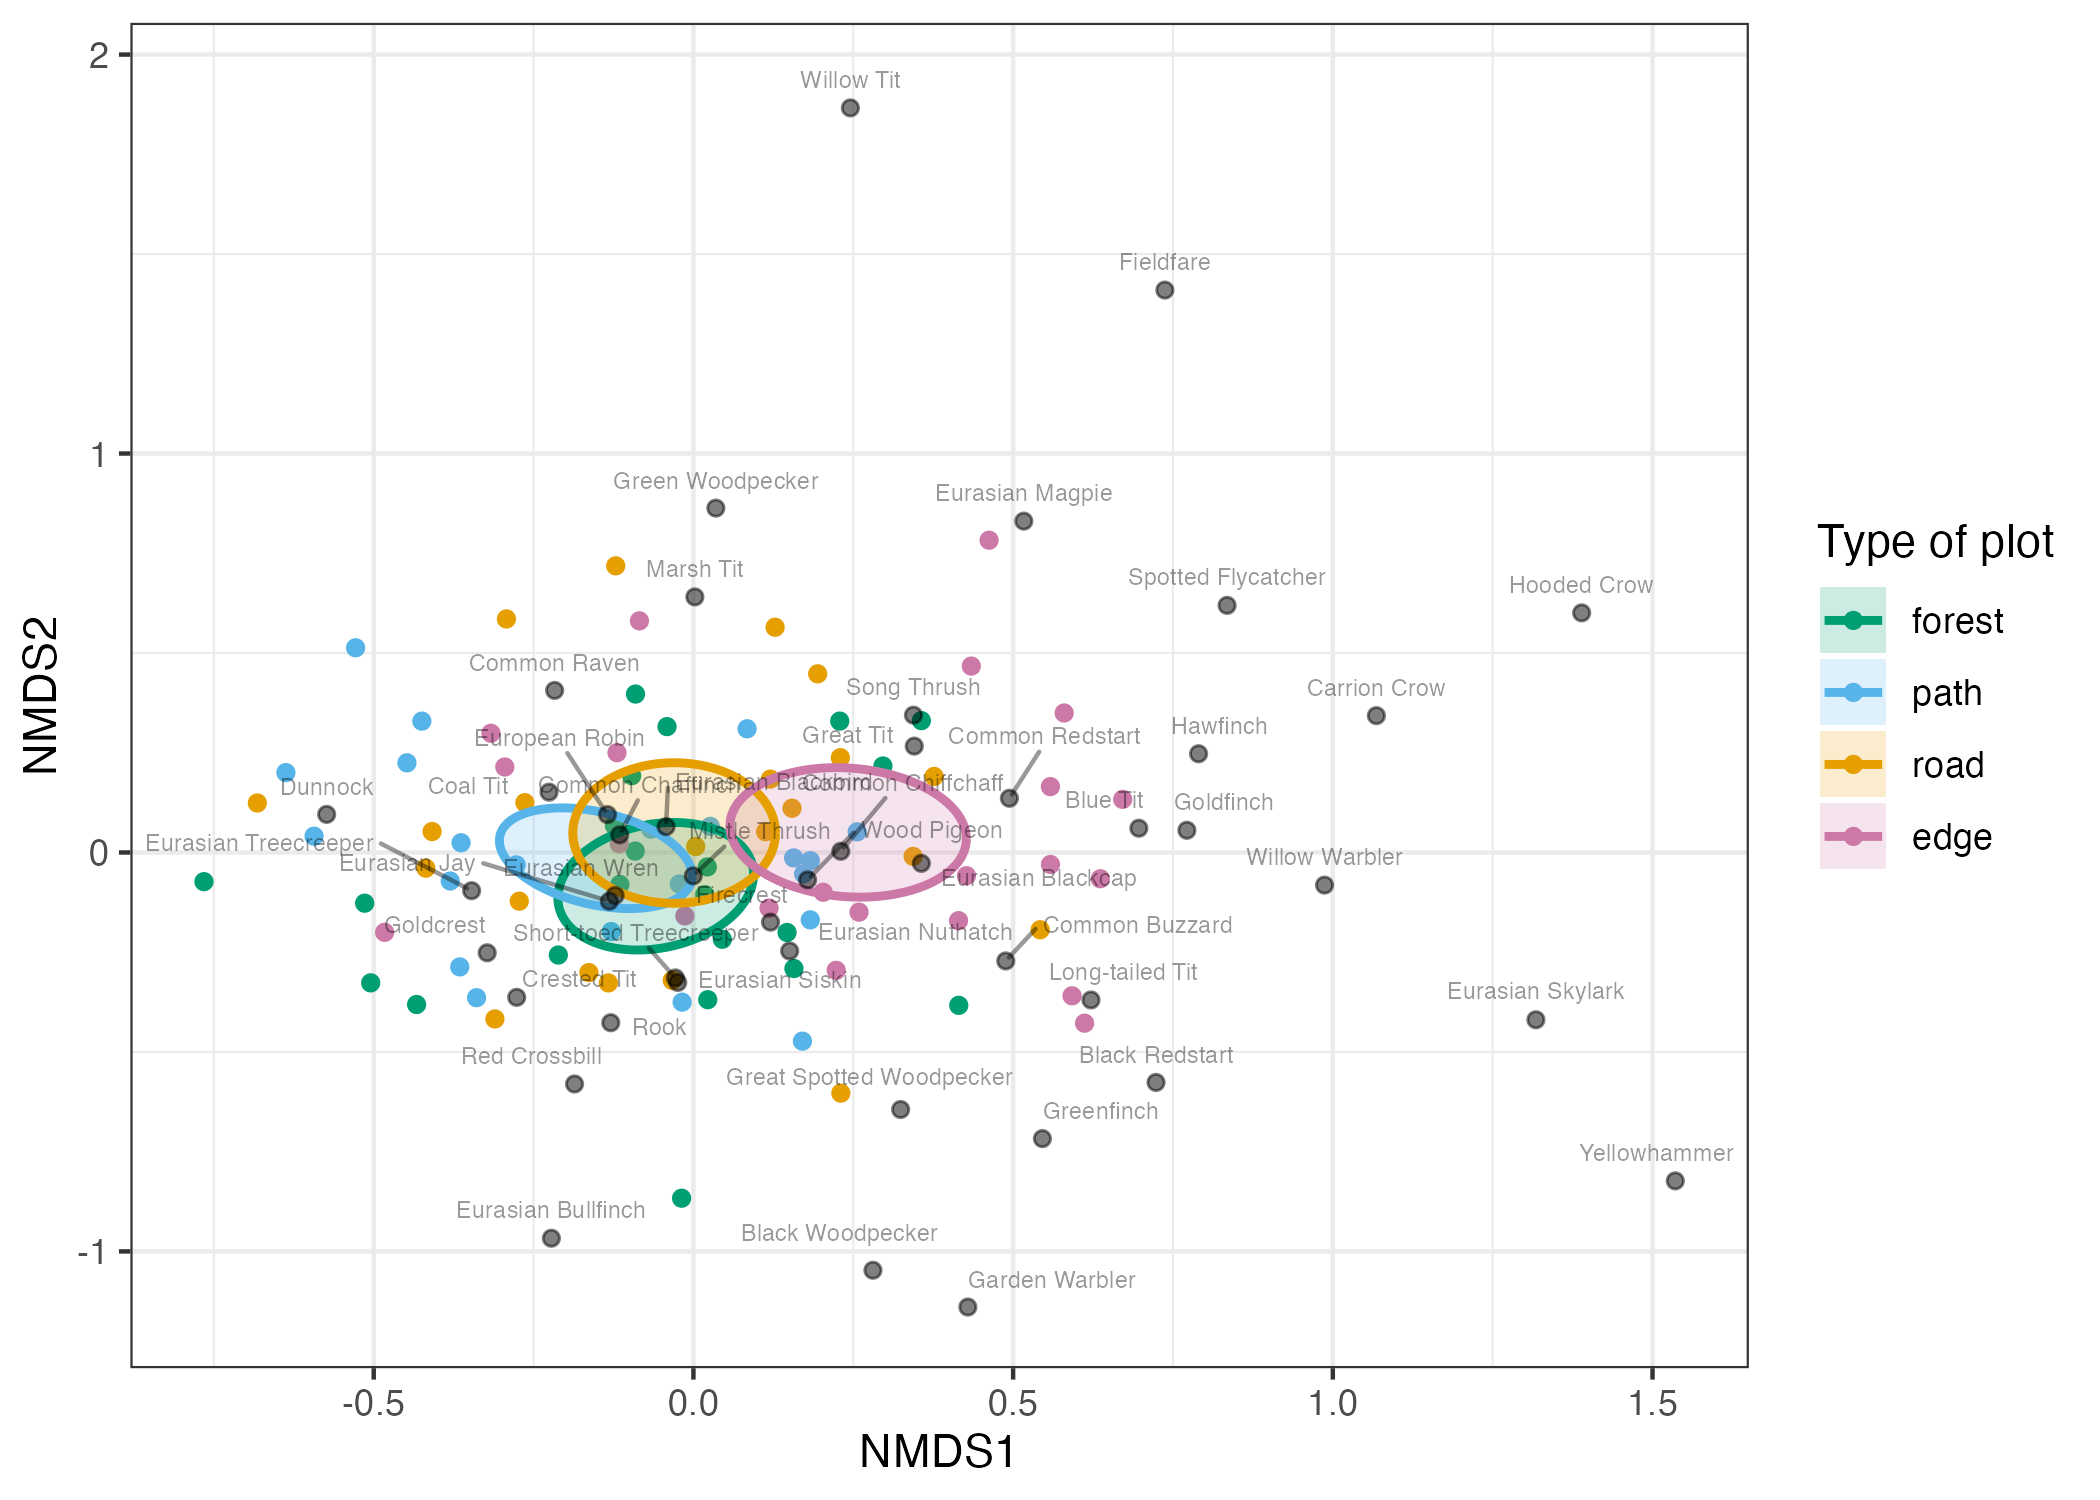 2
Willow Tit
Fieldfare
1
Green Woodpecker
Eurasian Magpie
Marsh Tit
Spotted Flycatcher
Hooded Crow
Common Raven
Song Thrush
Carrion Crow
European Robin
Great Tit
Common Redstart
Hawfinch
Dunnock
Coal Tit
Common Chaffinch
Eurasian Blackbird
Common Chiffchaff
Blue Tit
Goldfinch
Eurasian Treecreeper
Mistle Thrush
Wood Pigeon
0
Eurasian Jay
Eurasian Wren
Willow Warbler
Firecrest
Eurasian Blackcap
Goldcrest
Short-toed Treecreeper
Eurasian Nuthatch
Common Buzzard
Crested Tit
Eurasian Siskin
Long-tailed Tit
Eurasian Skylark
Rook
Red Crossbill
Black Redstart
Great Spotted Woodpecker
Greenfinch
Yellowhammer
Eurasian Bullfinch
Black Woodpecker
-1
Garden Warbler
-0.5 0.0 0.5 1.0 1.5
NMDS1
NMDS2
Type of plot
forest
path
road
edge